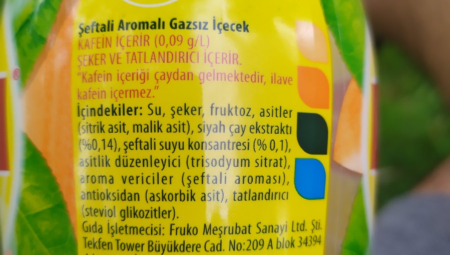 Şeftali Aromalı Gazsız İçecek
KAFEİN İÇERİR (0,09 g/L)
ŞEKER VE TATLANDIRICI İÇERİR.
"Kafein içeriği çaydan gelmektedir, ilave
kafein içermez."
İçindekiler: Su, şeker, fruktoz, asitler
(sitrik asit, malik asit), siyah çay ekstraktı
(%0,14), şeftali suyu konsantresi (% 0,1),
asitlik düzenleyici (trisodyum sitrat),
aroma vericiler (şeftali aroması),
antioksidan (askorbik asit), tatlandırıcı
(steviol glikozitler).
Gıda İşletmecisi: Fruko Meşrubat Sanayi Ltd. Şti.
Tekfen Tower Büyükdere Cad. No:209 A blok 34394